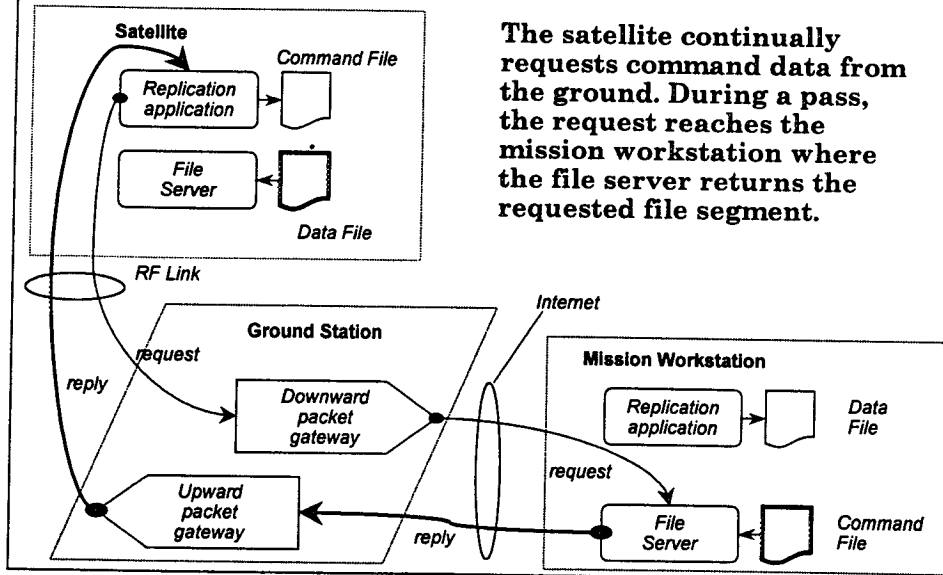 Satellite
Command File
Replication
application
File
Server
Data File
The satellite continually
requests command data from
the ground. During a pass,
the request reaches the
mission workstation where
the file server returns the
requested file segment.
RF Link
Internet
Ground Station
request
reply
Downward
packet
gateway
Upward
packet
gateway
Mission Workstation
Replication
application
Data
File
request
reply
File
Server
Command
File